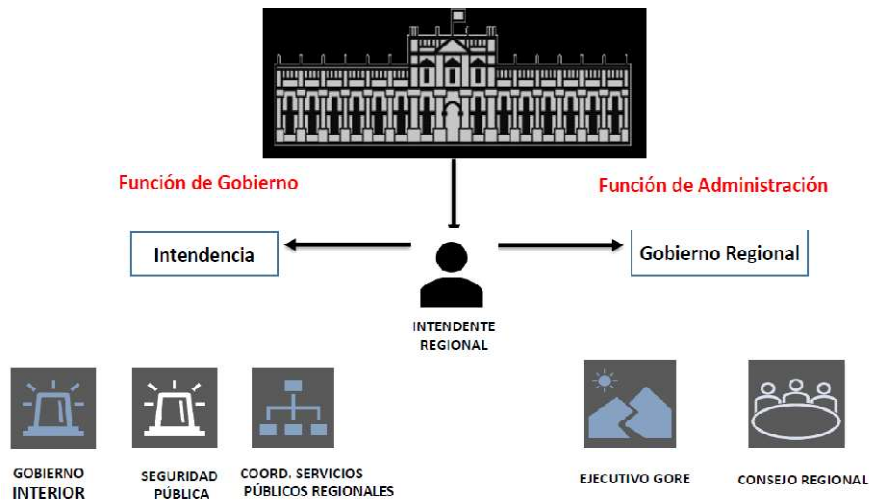 Función de Gobierno
Función de Administración
Intendencia
Gobierno Regional
INTENDENTE
REGIONAL
GOBIERNO
INTERIOR
SEGURIDAD
PÚBLICA
COORD. SERVICIOS
PÚBLICOS REGIONALES
EJECUTIVO GORE
CONSEJO REGIONAL